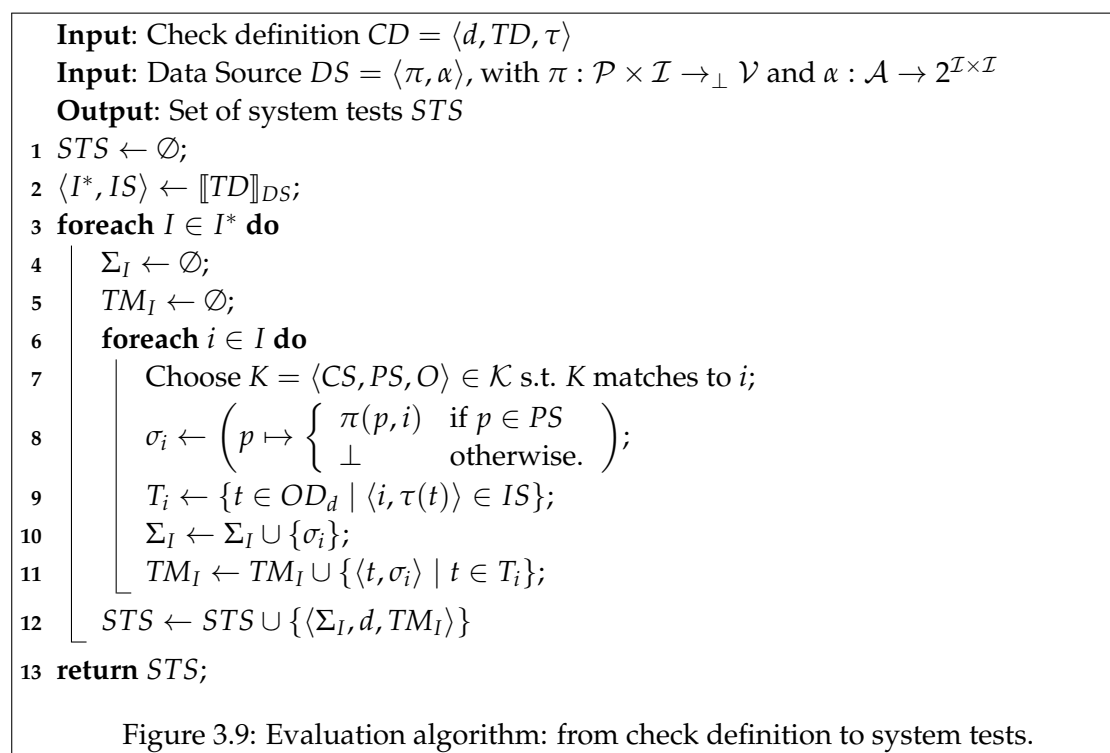 Input: Check definition CD = ⟨d, TD, τ⟩
Input: Data Source DS = ⟨π, α⟩, with π : 𝒫 × ℐ →⊥ 𝒱 and α : 𝒜 → 2^{ℐ×ℐ}
Output: Set of system tests STS
1 STS ← ∅;
2 ⟨I*, IS⟩ ← ⟦TD⟧_{DS};
3 foreach I ∈ I* do
4 Σ_I ← ∅;
5 TM_I ← ∅;
6 foreach i ∈ I do
7 Choose K = ⟨CS, PS, O⟩ ∈ 𝒦 s.t. K matches to i;
8 σ_i ← ( p ↦ { π(p, i) if p ∈ PS
⊥ otherwise. );
9 T_i ← {t ∈ OD_d | ⟨i, τ(t)⟩ ∈ IS};
10 Σ_I ← Σ_I ∪ {σ_i};
11 TM_I ← TM_I ∪ {⟨t, σ_i⟩ | t ∈ T_i};
12 STS ← STS ∪ {⟨Σ_I, d, TM_I⟩}
13 return STS;
Figure 3.9: Evaluation algorithm: from check definition to system tests.